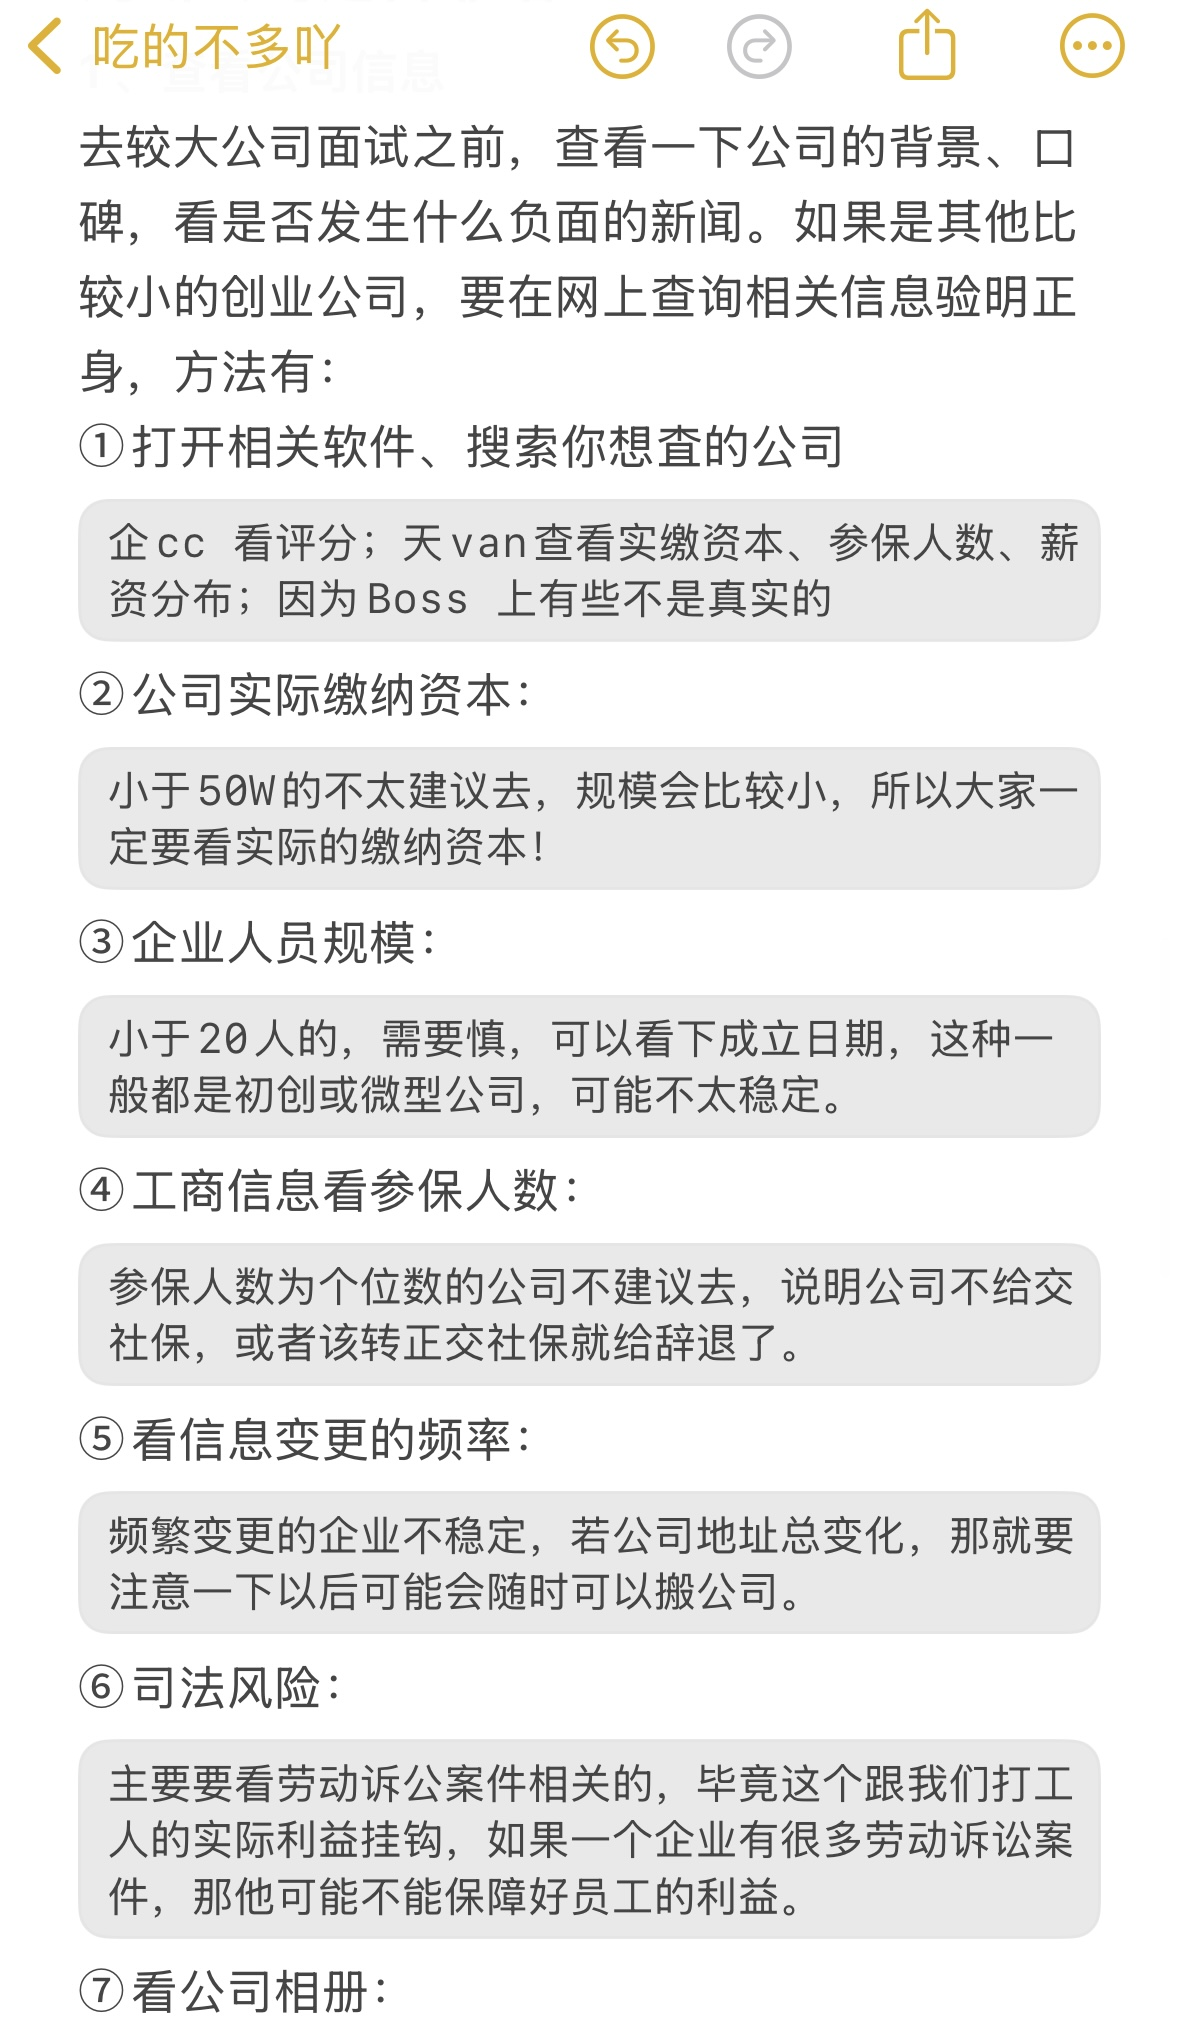 吃的不多吖
1、查看公司信息
去较大公司面试之前，查看一下公司的背景、口
碑，看是否发生什么负面的新闻。如果是其他比
较小的创业公司，要在网上查询相关信息验明正
身，方法有：
①打开相关软件、搜索你想查的公司
企cc 看评分；天van查看实缴资本、参保人数、薪
资分布；因为Boss 上有些不是真实的
②公司实际缴纳资本：
小于50W的不太建议去，规模会比较小，所以大家一
定要看实际的缴纳资本！
③企业人员规模：
小于20人的，需要慎，可以看下成立日期，这种一
般都是初创或微型公司，可能不太稳定。
④工商信息看参保人数：
参保人数为个位数的公司不建议去，说明公司不给交
社保，或者该转正交社保就给辞退了。
⑤看信息变更的频率：
频繁变更的企业不稳定，若公司地址总变化，那就要
注意一下以后可能会随时可以搬公司。
⑥司法风险：
主要要看劳动诉公案件相关的，毕竟这个跟我们打工
人的实际利益挂钩，如果一个企业有很多劳动诉讼案
件，那他可能不能保障好员工的利益。
⑦看公司相册：